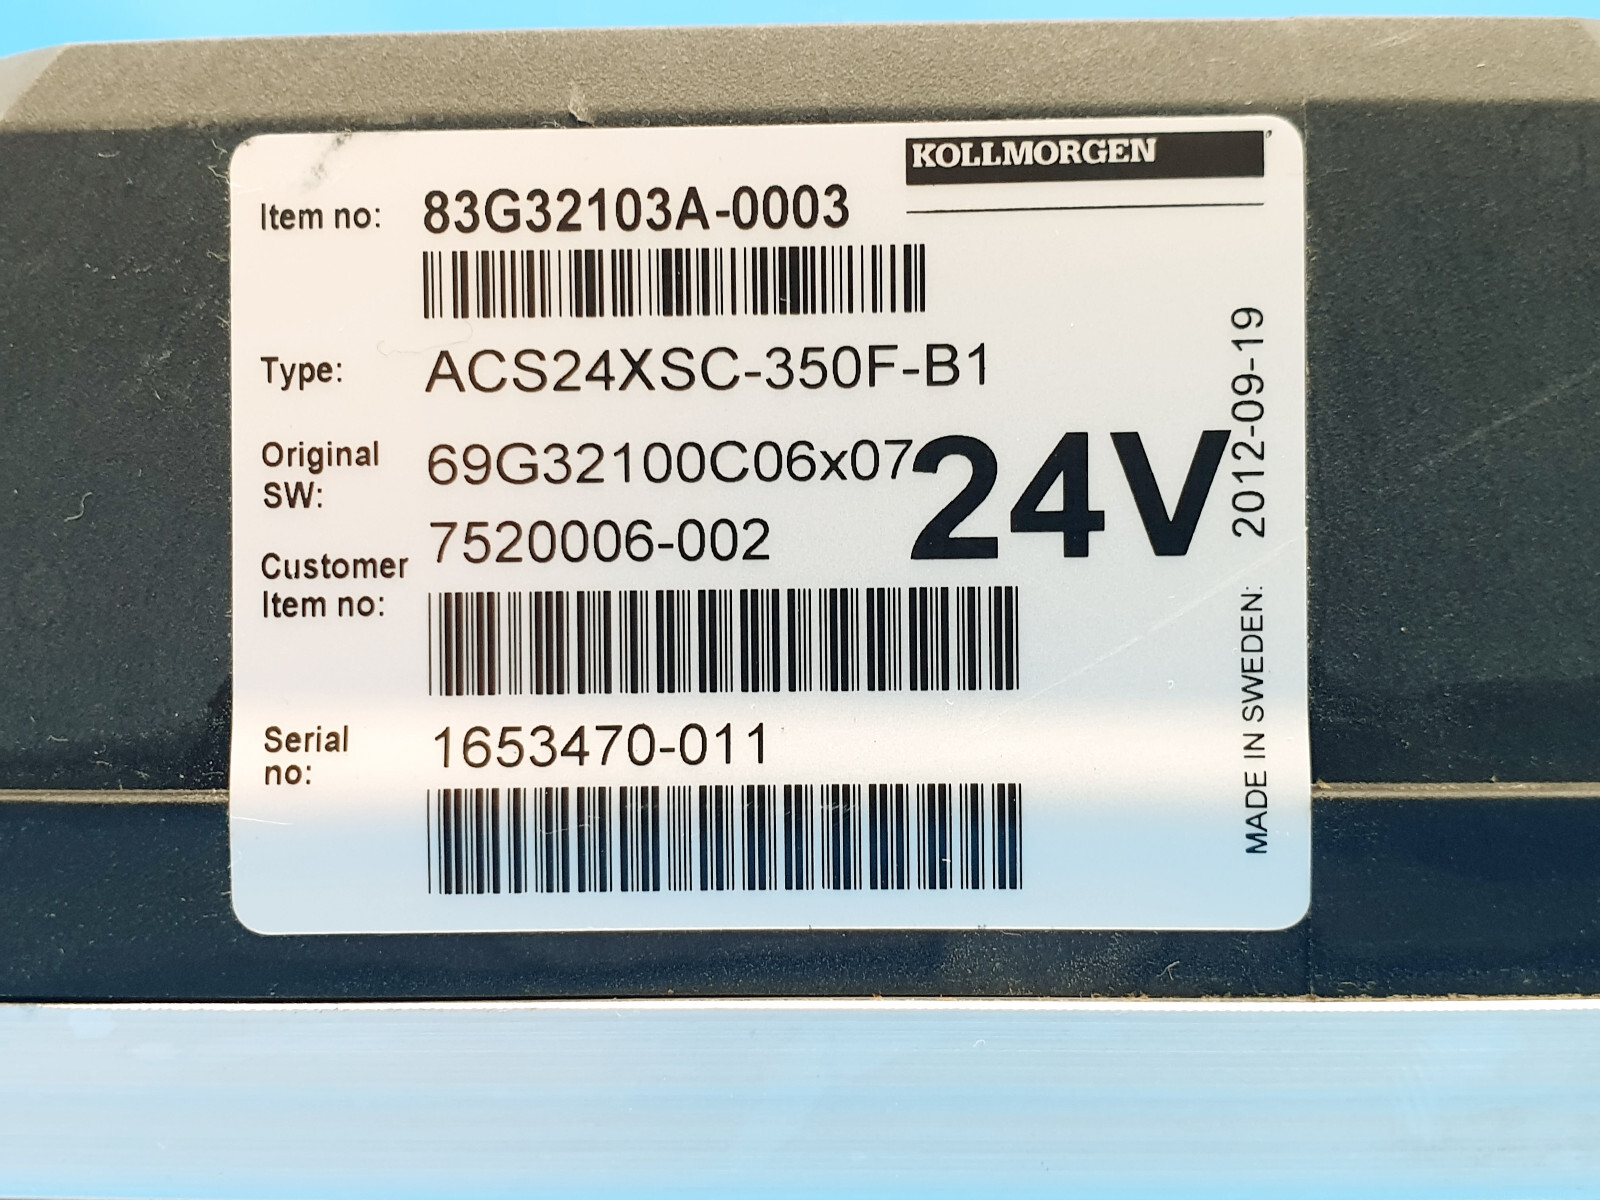 KOLLMORGEN
Item no: 83G32103A-0003
Type: ACS24XSC-350F-B1
Original SW: 69G32100C06x07
24V
Customer Item no: 7520006-002
Serial no: 1653470-011
MADE IN SWEDEN: 2012-09-19